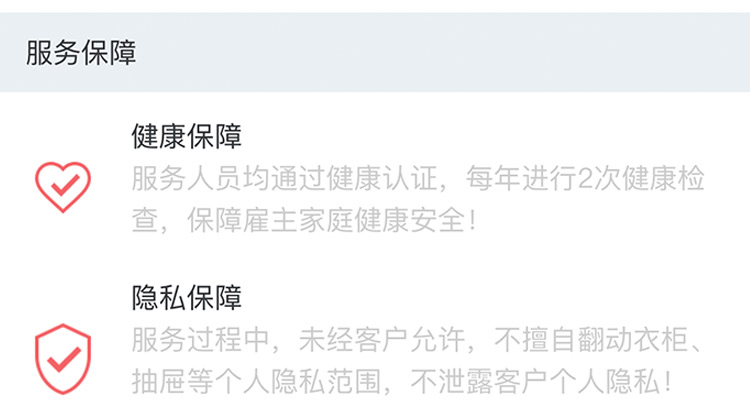 服务保障
健康保障
服务人员均通过健康认证，每年进行2次健康检
查，保障雇主家庭健康安全！
隐私保障
服务过程中，未经客户允许，不擅自翻动衣柜、
抽屉等个人隐私范围，不泄露客户个人隐私！